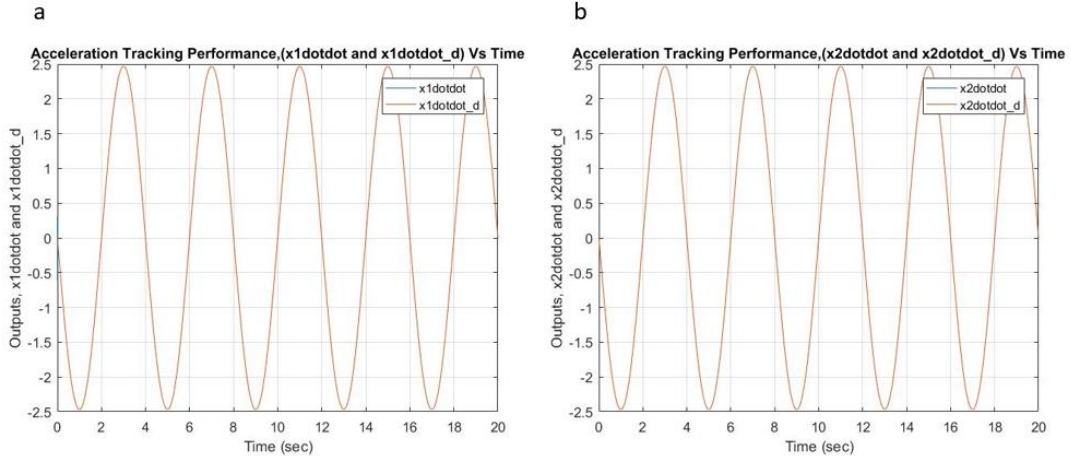 a
Acceleration Tracking Performance,(x1dotdot and x1dotdot_d) Vs Time
x1dotdot
x1dotdot_d
Outputs, x1dotdot and x1dotdot_d
2.5
2
1.5
1
0.5
0
-0.5
-1
-1.5
-2
-2.5
0 2 4 6 8 10 12 14 16 18 20
Time (sec)
b
Acceleration Tracking Performance,(x2dotdot and x2dotdot_d) Vs Time
x2dotdot
x2dotdot_d
Outputs, x2dotdot and x2dotdot_d
2.5
2
1.5
1
0.5
0
-0.5
-1
-1.5
-2
-2.5
0 2 4 6 8 10 12 14 16 18 20
Time (sec)